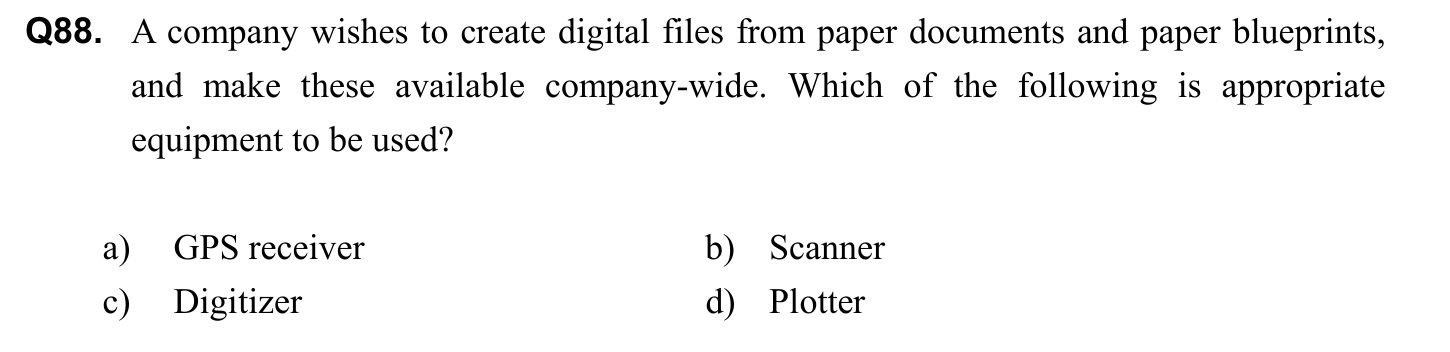 Q88. A company wishes to create digital files from paper documents and paper blueprints,
and make these available company-wide. Which of the following is appropriate
equipment to be used?
a) GPS receiver b) Scanner
c) Digitizer d) Plotter